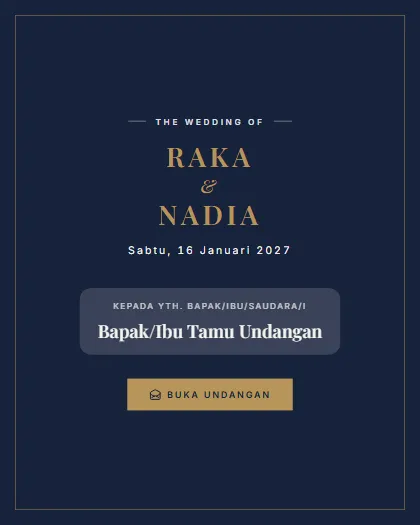 THE WEDDING OF
RAKA
&
NADIA
Sabtu, 16 Januari 2027
KEPADA YTH. BAPAK/IBU/SAUDARA/I
Bapak/Ibu Tamu Undangan
BUKA UNDANGAN